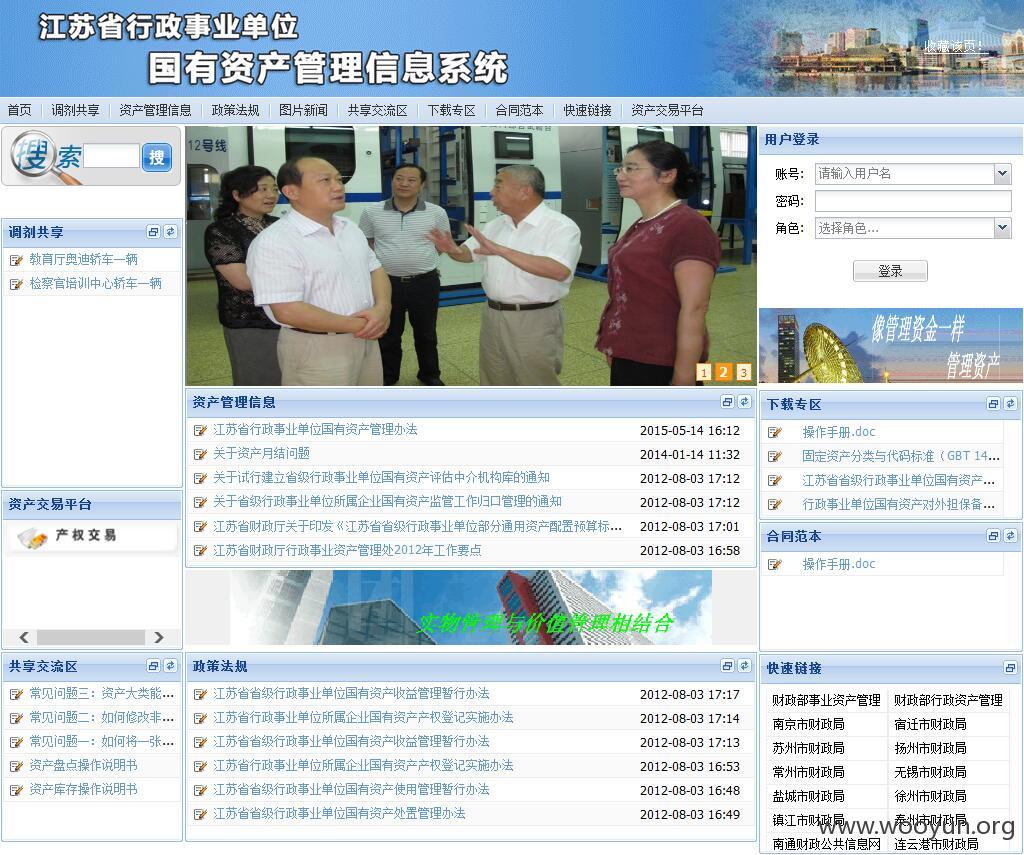 江苏省行政事业单位
国有资产管理信息系统
收藏该页!
首页 调剂共享 资产管理信息 政策法规 图片新闻 共享交流区 下载专区 合同范本 快速链接 资产交易平台
搜索 搜
12号线
1 2 3
用户登录
账号: 请输入用户名
密码:
角色: 选择角色...
登录
像管理资金一样
管理资产
调剂共享
教育厅奥迪轿车一辆
检察官培训中心轿车一辆
资产管理信息
江苏省行政事业单位国有资产管理办法 2015-05-14 16:12
关于资产月结问题 2014-01-14 11:32
关于试行建立省级行政事业单位国有资产评估中介机构库的通知 2012-08-03 17:12
关于省级行政事业单位所属企业国有资产监管工作归口管理的通知 2012-08-03 17:12
江苏省财政厅关于印发《江苏省省级行政事业单位部分通用资产配置预算标... 2012-08-03 17:01
江苏省财政厅行政事业资产管理处2012年工作要点 2012-08-03 16:58
下载专区
操作手册.doc
固定资产分类与代码标准（GBT 14...
江苏省省级行政事业单位国有资产...
行政事业单位国有资产对外担保备...
资产交易平台
产权交易
合同范本
操作手册.doc
实物管理与价值管理相结合
共享交流区
常见问题三：资产大类能...
常见问题二：如何修改非...
常见问题一：如何将一张...
资产盘点操作说明书
资产库存操作说明书
政策法规
江苏省省级行政事业单位国有资产收益管理暂行办法 2012-08-03 17:17
江苏省省级行政事业单位所属企业国有资产产权登记实施办法 2012-08-03 17:14
江苏省省级行政事业单位国有资产收益管理暂行办法 2012-08-03 17:13
江苏省省级行政事业单位所属企业国有资产产权登记实施办法 2012-08-03 16:53
江苏省省级行政事业单位国有资产使用管理暂行办法 2012-08-03 16:48
江苏省省级行政事业单位国有资产处置管理办法 2012-08-03 16:49
快速链接
财政部事业资产管理 财政部行政资产管理
南京市财政局 宿迁市财政局
苏州市财政局 扬州市财政局
常州市财政局 无锡市财政局
盐城市财政局 徐州市财政局
镇江市财政局 泰州市财政局
南通财政公共信息网 连云港市财政局
www.wooyun.org